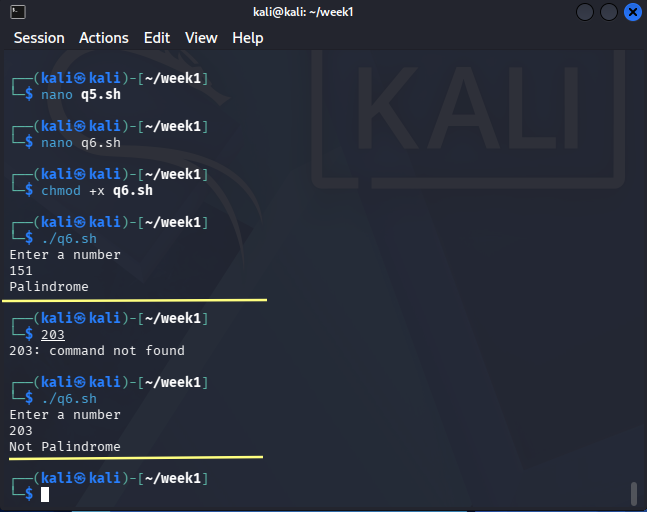 kali@kali: ~/week1
Session Actions Edit View Help
KALI
┌──(kali㉿kali)-[~/week1]
└─$ nano q5.sh
┌──(kali㉿kali)-[~/week1]
└─$ nano q6.sh
┌──(kali㉿kali)-[~/week1]
└─$ chmod +x q6.sh
┌──(kali㉿kali)-[~/week1]
└─$ ./q6.sh
Enter a number
151
Palindrome
┌──(kali㉿kali)-[~/week1]
└─$ 203
203: command not found
┌──(kali㉿kali)-[~/week1]
└─$ ./q6.sh
Enter a number
203
Not Palindrome
┌──(kali㉿kali)-[~/week1]
└─$